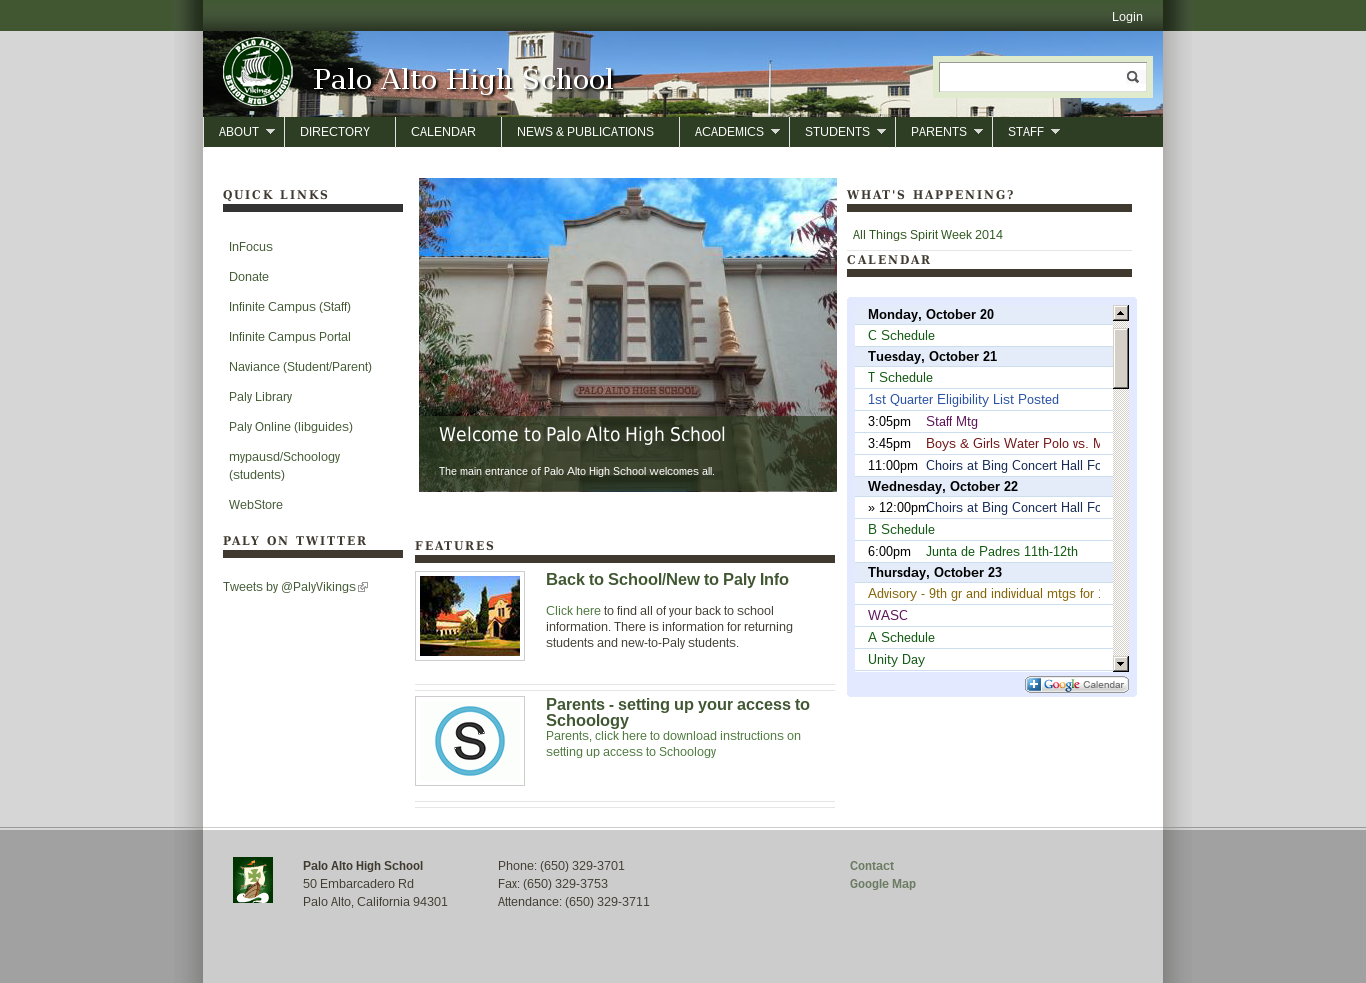 Login
PALO ALTO
Vikings
SENIOR HIGH SCHOOL
Palo Alto High School
ABOUT
DIRECTORY
CALENDAR
NEWS & PUBLICATIONS
ACADEMICS
STUDENTS
PARENTS
STAFF
QUICK LINKS
InFocus
Donate
Infinite Campus (Staff)
Infinite Campus Portal
Naviance (Student/Parent)
Paly Library
Paly Online (libguides)
mypausd/Schoology
(students)
WebStore
PALY ON TWITTER
Tweets by @PalyVikings
PALO ALTO HIGH SCHOOL
Welcome to Palo Alto High School
The main entrance of Palo Alto High School welcomes all.
FEATURES
Back to School/New to Paly Info
Click here to find all of your back to school
information. There is information for returning
students and new-to-Paly students.
S
Parents - setting up your access to
Schoology
Parents, click here to download instructions on
setting up access to Schoology
WHAT'S HAPPENING?
All Things Spirit Week 2014
CALENDAR
Monday, October 20
C Schedule
Tuesday, October 21
T Schedule
1st Quarter Eligibility List Posted
3:05pm Staff Mtg
3:45pm Boys & Girls Water Polo vs. M
11:00pm Choirs at Bing Concert Hall Fo
Wednesday, October 22
» 12:00pm Choirs at Bing Concert Hall Fo
B Schedule
6:00pm Junta de Padres 11th-12th
Thursday, October 23
Advisory - 9th gr and individual mtgs for
WASC
A Schedule
Unity Day
Google Calendar
Palo Alto High School
50 Embarcadero Rd
Palo Alto, California 94301
Phone: (650) 329-3701
Fax: (650) 329-3753
Attendance: (650) 329-3711
Contact
Google Map